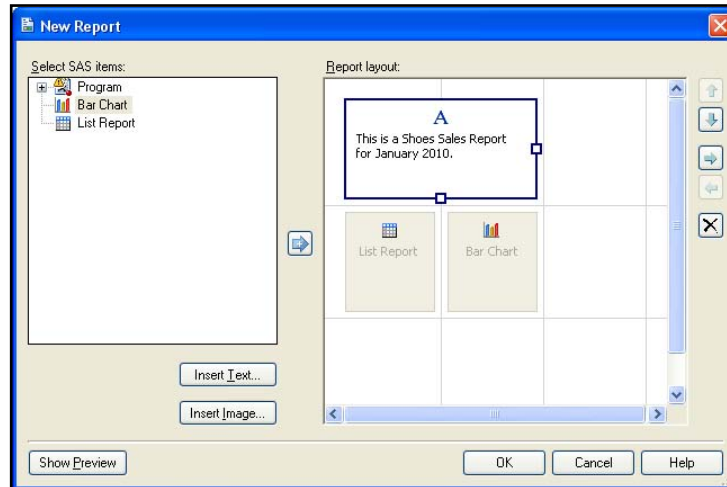 New Report
Select SAS items:
Program
Bar Chart
List Report
Report layout:
A
This is a Shoes Sales Report
for January 2010.
List Report
Bar Chart
Insert Text...
Insert Image...
Show Preview
OK
Cancel
Help